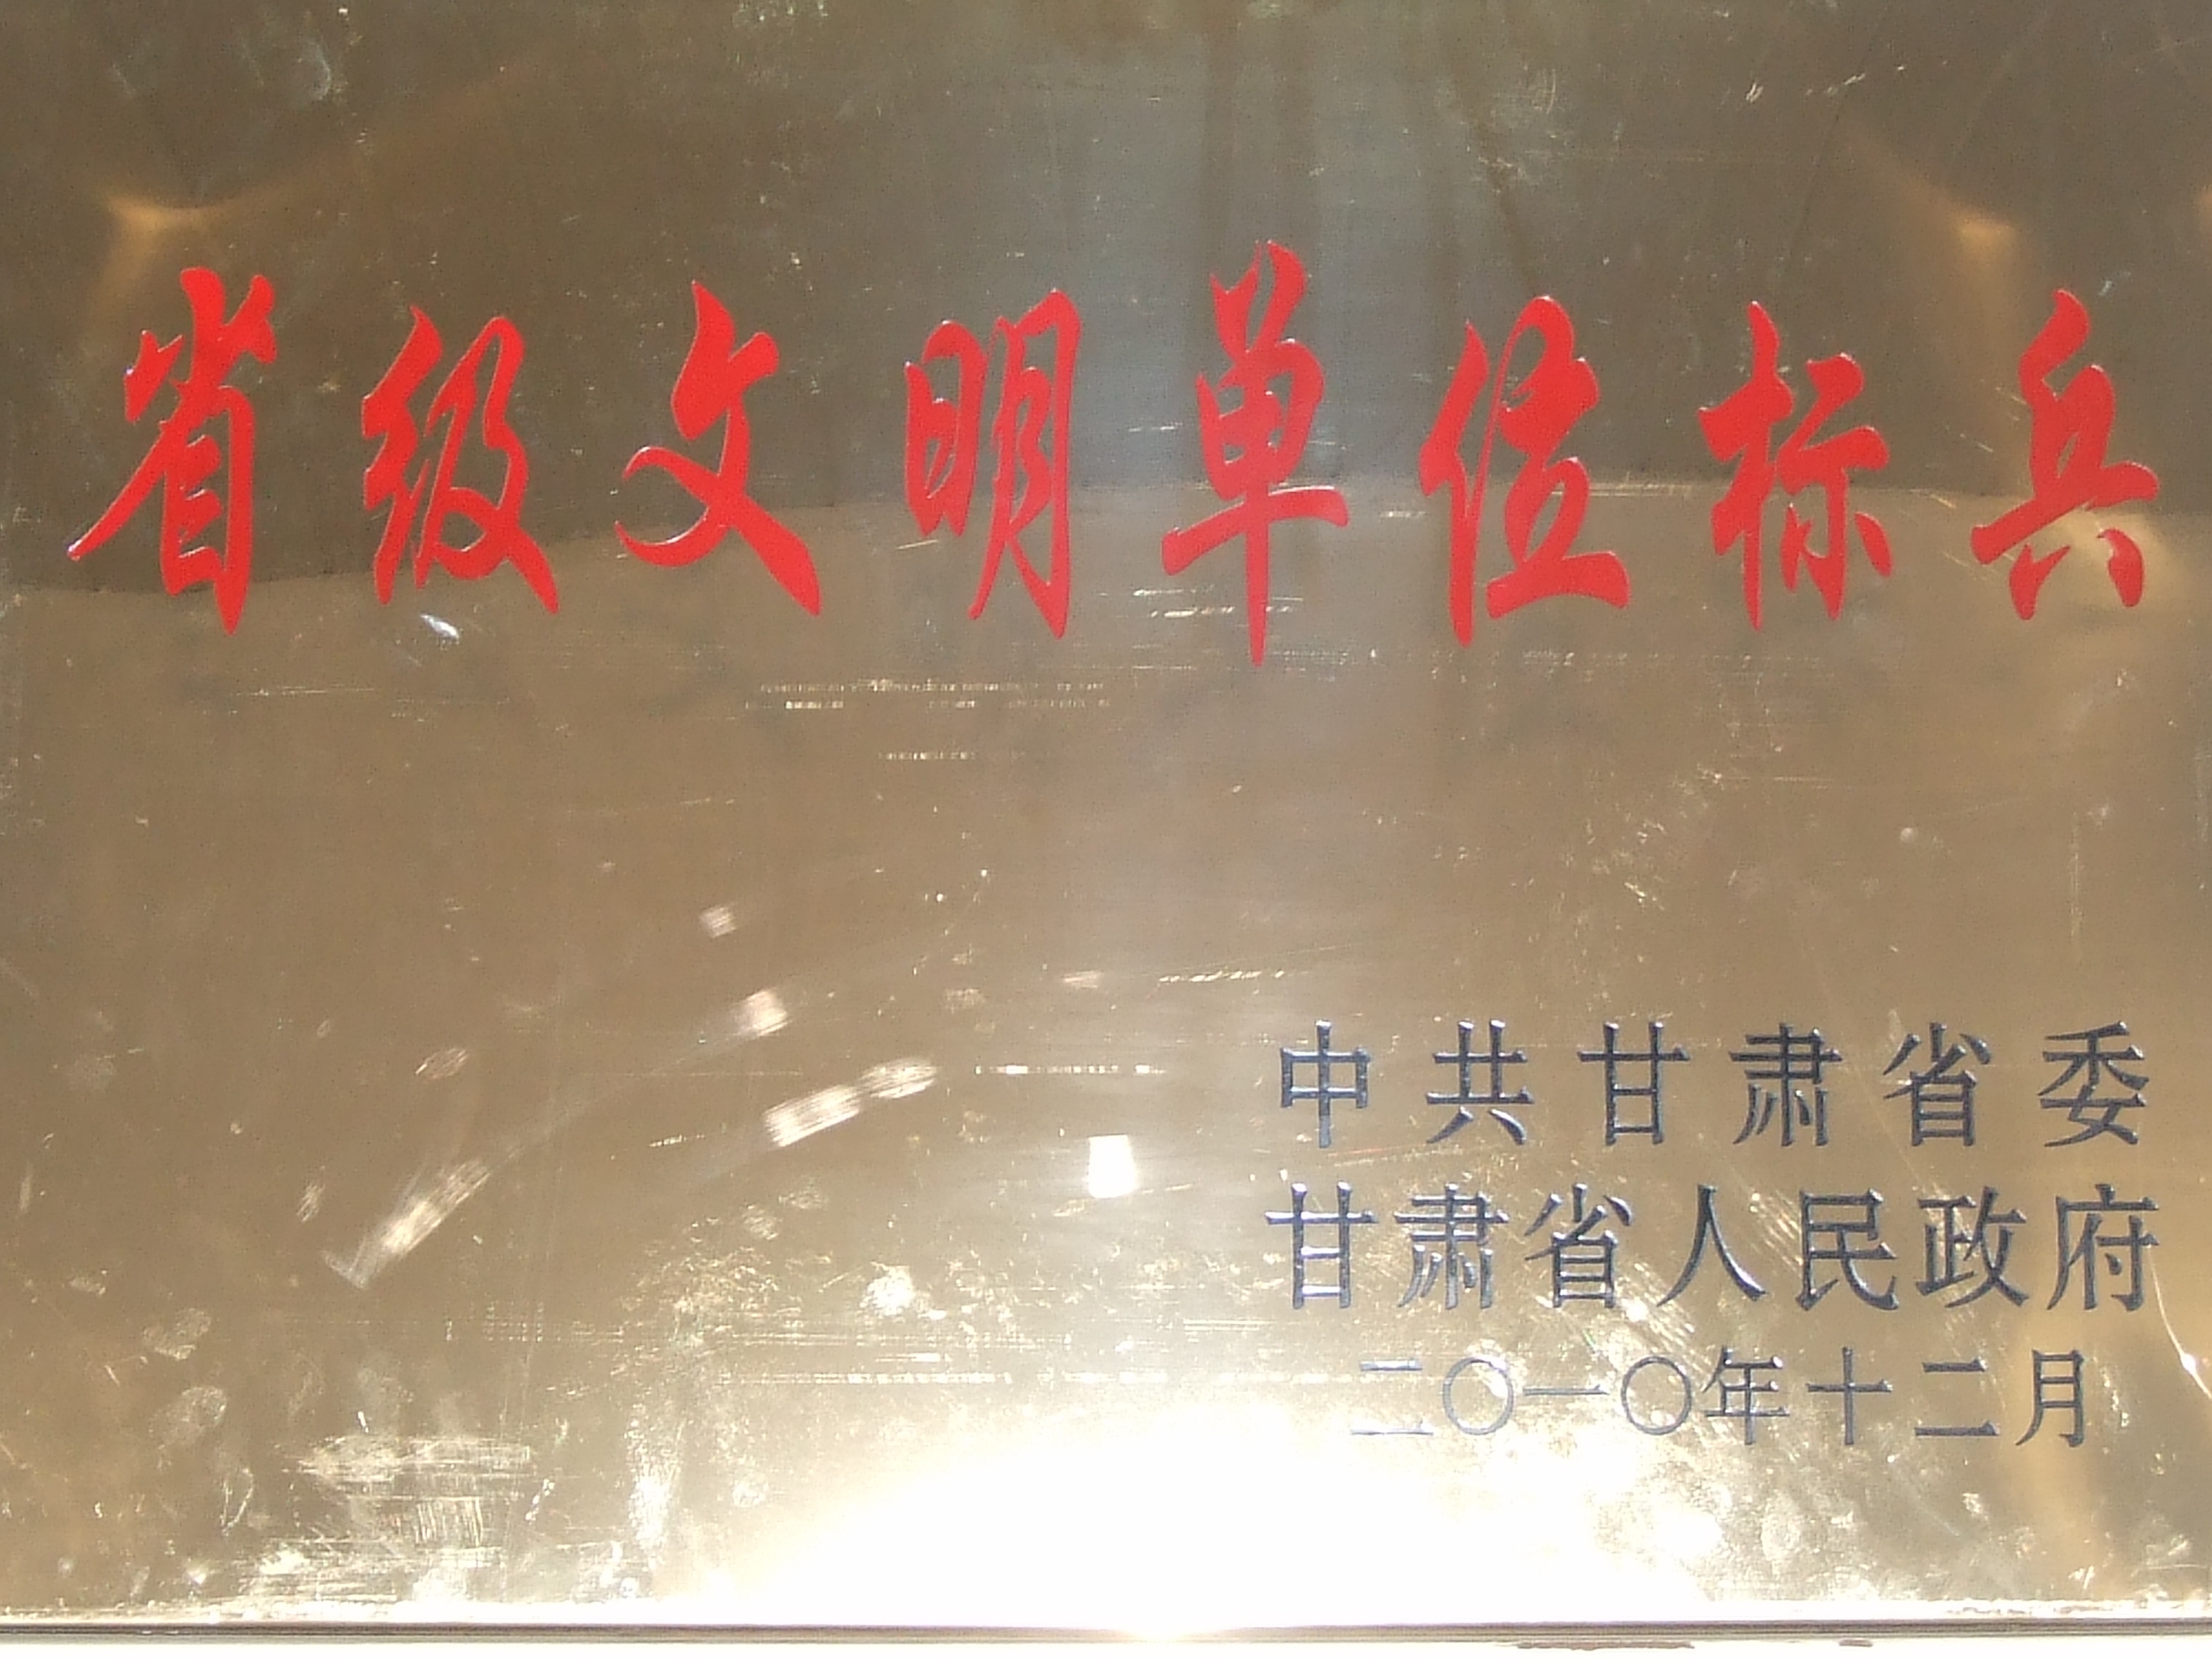 省级文明单位标兵
中共甘肃省委
甘肃省人民政府
二〇一〇年十二月